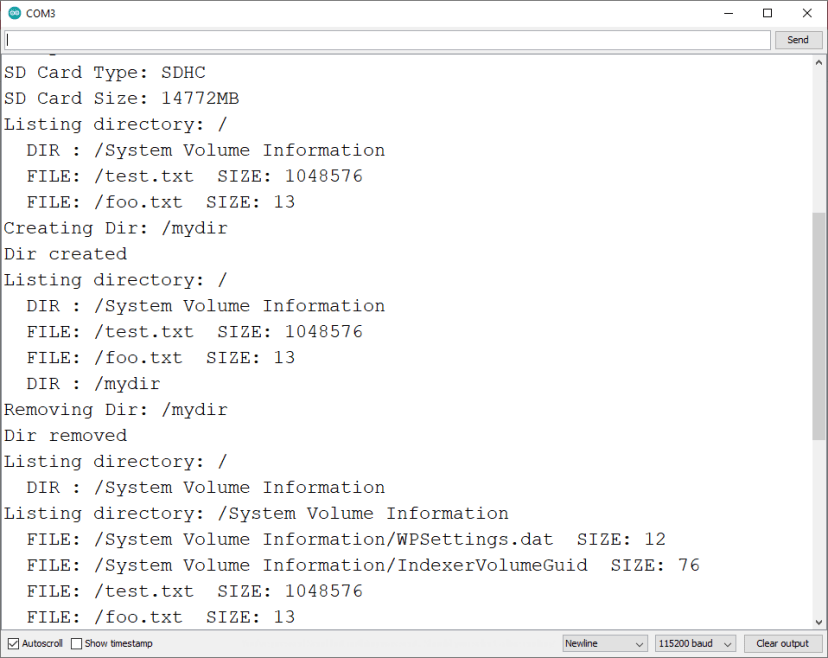 COM3
Send
SD Card Type: SDHC
SD Card Size: 14772MB
Listing directory: /
  DIR : /System Volume Information
  FILE: /test.txt  SIZE: 1048576
  FILE: /foo.txt  SIZE: 13
Creating Dir: /mydir
Dir created
Listing directory: /
  DIR : /System Volume Information
  FILE: /test.txt  SIZE: 1048576
  FILE: /foo.txt  SIZE: 13
  DIR : /mydir
Removing Dir: /mydir
Dir removed
Listing directory: /
  DIR : /System Volume Information
Listing directory: /System Volume Information
  FILE: /System Volume Information/WPSettings.dat  SIZE: 12
  FILE: /System Volume Information/IndexerVolumeGuid  SIZE: 76
  FILE: /test.txt  SIZE: 1048576
  FILE: /foo.txt  SIZE: 13
Autoscroll Show timestamp Newline 115200 baud Clear output